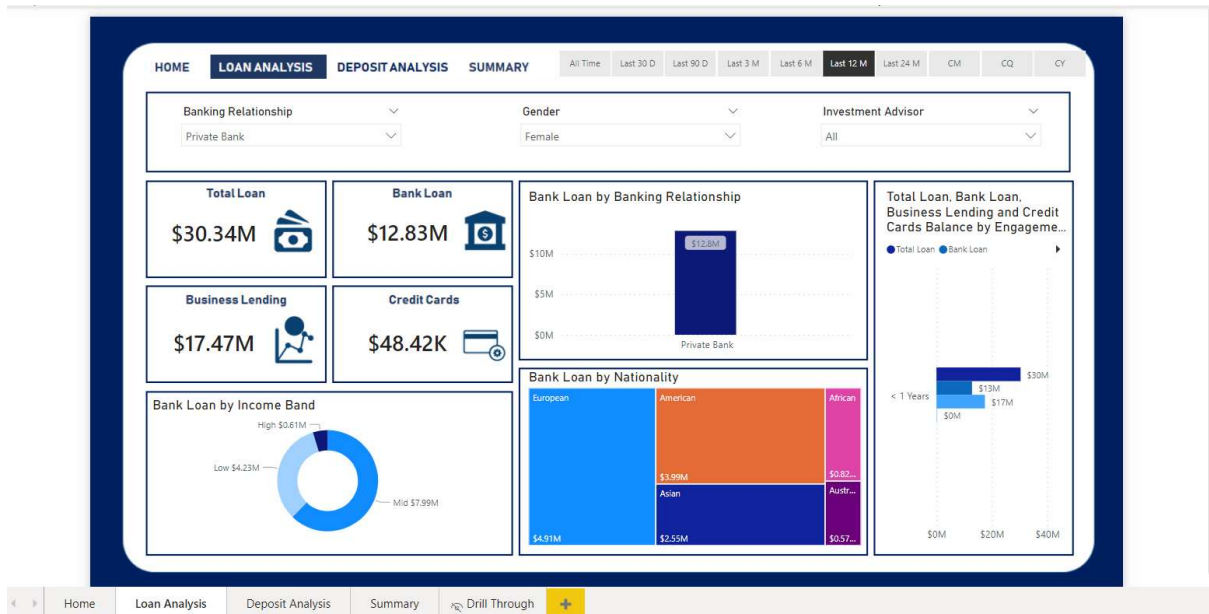 HOME LOAN ANALYSIS DEPOSIT ANALYSIS SUMMARY
All Time Last 30 D Last 90 D Last 3 M Last 6 M Last 12 M Last 24 M CM CQ CY
Banking Relationship
Private Bank
Gender
Female
Investment Advisor
All
Total Loan
$30.34M
Bank Loan
$12.83M
Business Lending
$17.47M
Credit Cards
$48.42K
Bank Loan by Income Band
High $0.61M
Low $4.23M
Mid $7.99M
Bank Loan by Banking Relationship
$10M
$5M
$0M
$12.8M
Private Bank
Bank Loan by Nationality
European
$4.91M
American
$3.99M
Asian
$2.55M
African
$0.82...
Austr...
$0.57...
Total Loan, Bank Loan,
Business Lending and Credit
Cards Balance by Engageme...
Total Loan Bank Loan
< 1 Years
$30M
$13M
$17M
$0M
$0M $20M $40M
Home Loan Analysis Deposit Analysis Summary Drill Through +